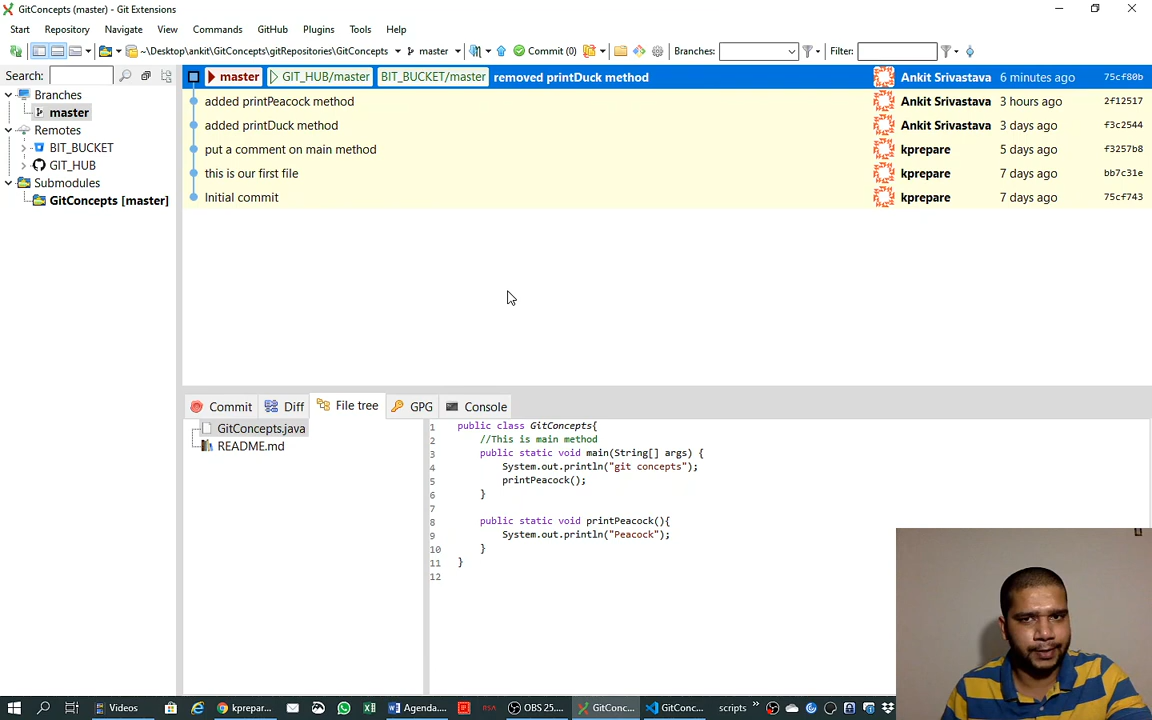 GitConcepts (master) - Git Extensions
Start Repository Navigate View Commands GitHub Plugins Tools Help
~\Desktop\ankit\GitConcepts\gitRepositories\GitConcepts master Commit (0) Branches: Filter:
Search:
Branches
master
Remotes
BIT_BUCKET
GIT_HUB
Submodules
GitConcepts [master]
master GIT_HUB/master BIT_BUCKET/master removed printDuck method Ankit Srivastava 6 minutes ago 75cf80b
added printPeacock method Ankit Srivastava 3 hours ago 2f12517
added printDuck method Ankit Srivastava 3 days ago f3c2544
put a comment on main method kprepare 5 days ago f3257b8
this is our first file kprepare 7 days ago bb7c31e
Initial commit kprepare 7 days ago 75cf743
Commit Diff File tree GPG Console
GitConcepts.java
README.md
1 public class GitConcepts{
2 //This is main method
3 public static void main(String[] args) {
4 System.out.println("git concepts");
5 printPeacock();
6 }
7
8 public static void printPeacock(){
9 System.out.println("Peacock");
10 }
11 }
12
Videos kprepar... Agenda.... RSA OBS 25.... GitConc... GitConc... scripts